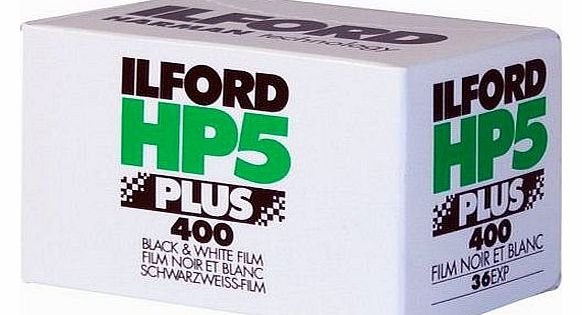 ILFORD
HARMAN technology
ILFORD
HP5
PLUS
400
BLACK & WHITE FILM
FILM NOIR ET BLANC
SCHWARZWEISS-FILM
ILFORD
HP5
PLUS
400
FILM NOIR ET BLANC
36EXP